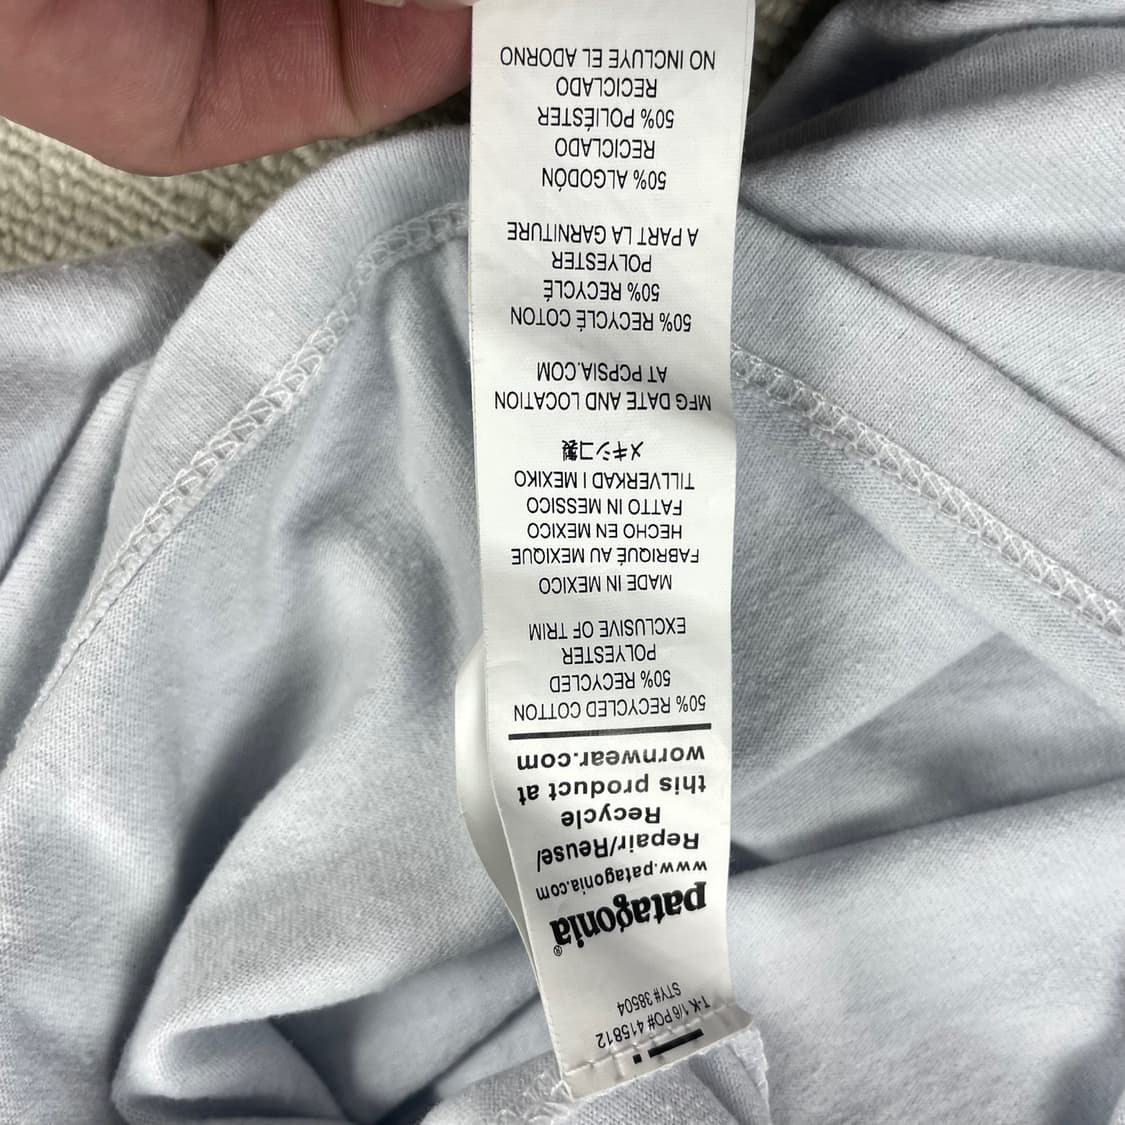 T-K 1/6 PO# 415812
STY# 38504
patagonia®
www.patagonia.com
Repair/Reuse/
Recycle
this product at
wornwear.com
50% RECYCLED COTTON
50% RECYCLED
POLYESTER
EXCLUSIVE OF TRIM
MADE IN MEXICO
FABRIQUÉ AU MEXIQUE
HECHO EN MEXICO
FATTO IN MESSICO
TILLVERKAD I MEXIKO
メキシコ製
MFG DATE AND LOCATION
AT PCPSIA.COM
50% RECYCLÉ COTON
50% RECYCLÉ
POLYESTER
A PART LA GARNITURE
50% ALGODÓN
RECICLADO
50% POLIÉSTER
RECICLADO
NO INCLUYE EL ADORNO